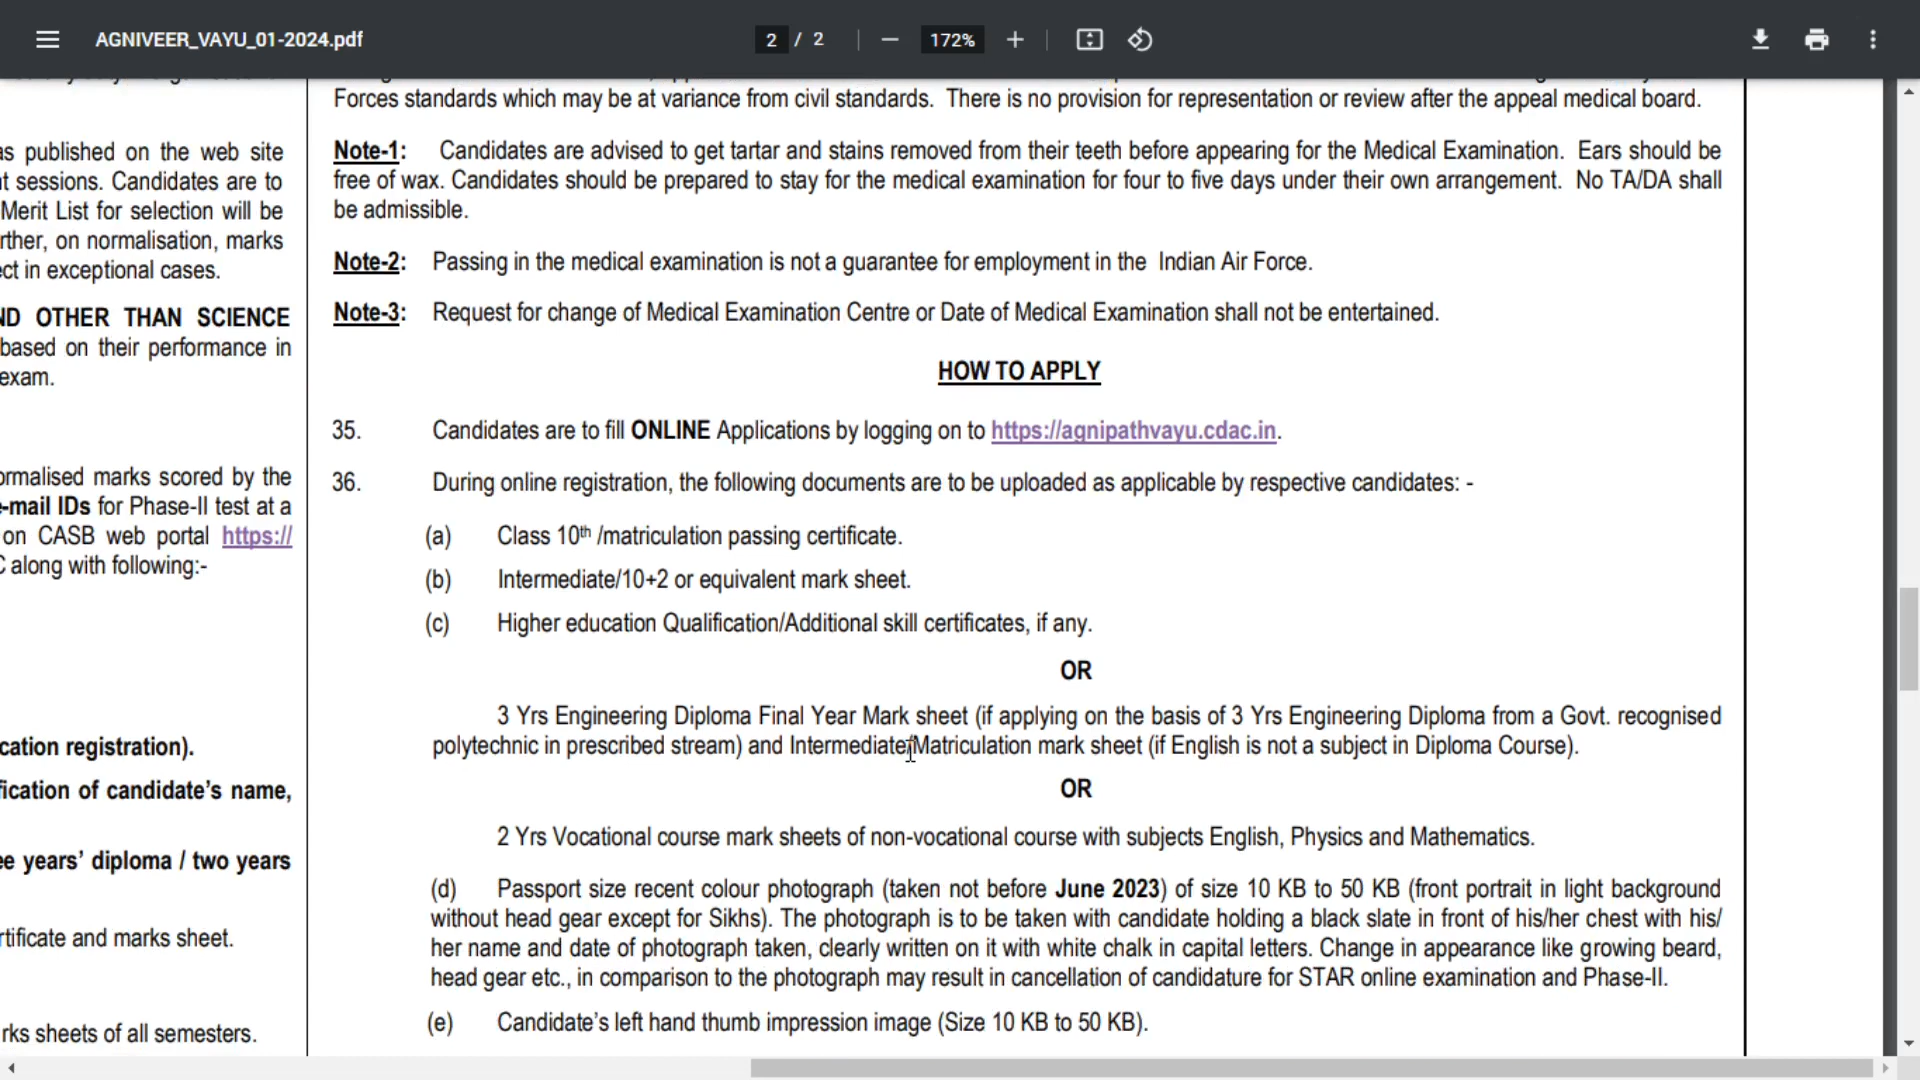 AGNIVEER_VAYU_01-2024.pdf
2 / 2
172%
as published on the web site
nt sessions. Candidates are to
Merit List for selection will be
rther, on normalisation, marks
ect in exceptional cases.
ND OTHER THAN SCIENCE
based on their performance in
exam.
ormalised marks scored by the
e-mail IDs for Phase-II test at a
on CASB web portal https://
C along with following:-
cation registration).
fication of candidate's name,
ee years' diploma / two years
rtificate and marks sheet.
rks sheets of all semesters.
Forces standards which may be at variance from civil standards. There is no provision for representation or review after the appeal medical board.
Note-1: Candidates are advised to get tartar and stains removed from their teeth before appearing for the Medical Examination. Ears should be
free of wax. Candidates should be prepared to stay for the medical examination for four to five days under their own arrangement. No TA/DA shall
be admissible.
Note-2: Passing in the medical examination is not a guarantee for employment in the Indian Air Force.
Note-3: Request for change of Medical Examination Centre or Date of Medical Examination shall not be entertained.
HOW TO APPLY
35. Candidates are to fill ONLINE Applications by logging on to https://agnipathvayu.cdac.in.
36. During online registration, the following documents are to be uploaded as applicable by respective candidates: -
(a) Class 10th /matriculation passing certificate.
(b) Intermediate/10+2 or equivalent mark sheet.
(c) Higher education Qualification/Additional skill certificates, if any.
OR
3 Yrs Engineering Diploma Final Year Mark sheet (if applying on the basis of 3 Yrs Engineering Diploma from a Govt. recognised
polytechnic in prescribed stream) and Intermediate/Matriculation mark sheet (if English is not a subject in Diploma Course).
OR
2 Yrs Vocational course mark sheets of non-vocational course with subjects English, Physics and Mathematics.
(d) Passport size recent colour photograph (taken not before June 2023) of size 10 KB to 50 KB (front portrait in light background
without head gear except for Sikhs). The photograph is to be taken with candidate holding a black slate in front of his/her chest with his/
her name and date of photograph taken, clearly written on it with white chalk in capital letters. Change in appearance like growing beard,
head gear etc., in comparison to the photograph may result in cancellation of candidature for STAR online examination and Phase-II.
(e) Candidate's left hand thumb impression image (Size 10 KB to 50 KB).